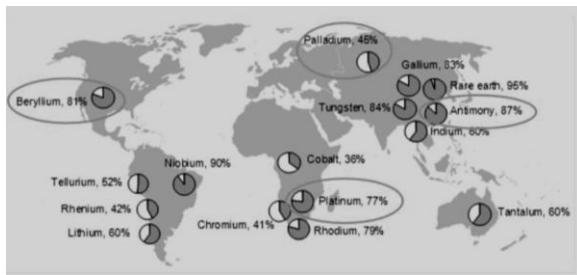 Palladium, 45%
Gallium, 83%
Rare earth, 95%
Beryllium, 81%
Tungsten, 84%
Antimony, 87%
Indium, 60%
Niobium, 90%
Cobalt, 36%
Tellurium, 52%
Platinum, 77%
Rhenium, 42%
Tantalum, 60%
Chromium, 41%
Rhodium, 79%
Lithium, 60%